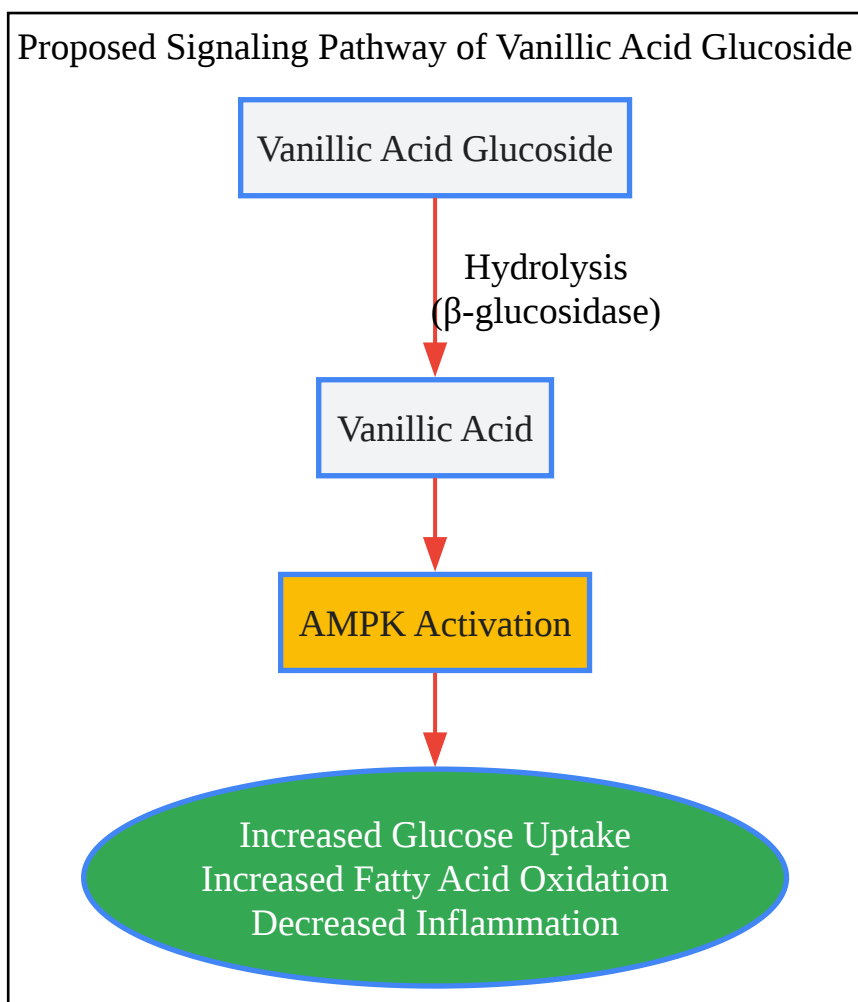 Proposed Signaling Pathway of Vanillic Acid Glucoside
Vanillic Acid Glucoside
Hydrolysis
(β-glucosidase)
Vanillic Acid
AMPK Activation
Increased Glucose Uptake
Increased Fatty Acid Oxidation
Decreased Inflammation